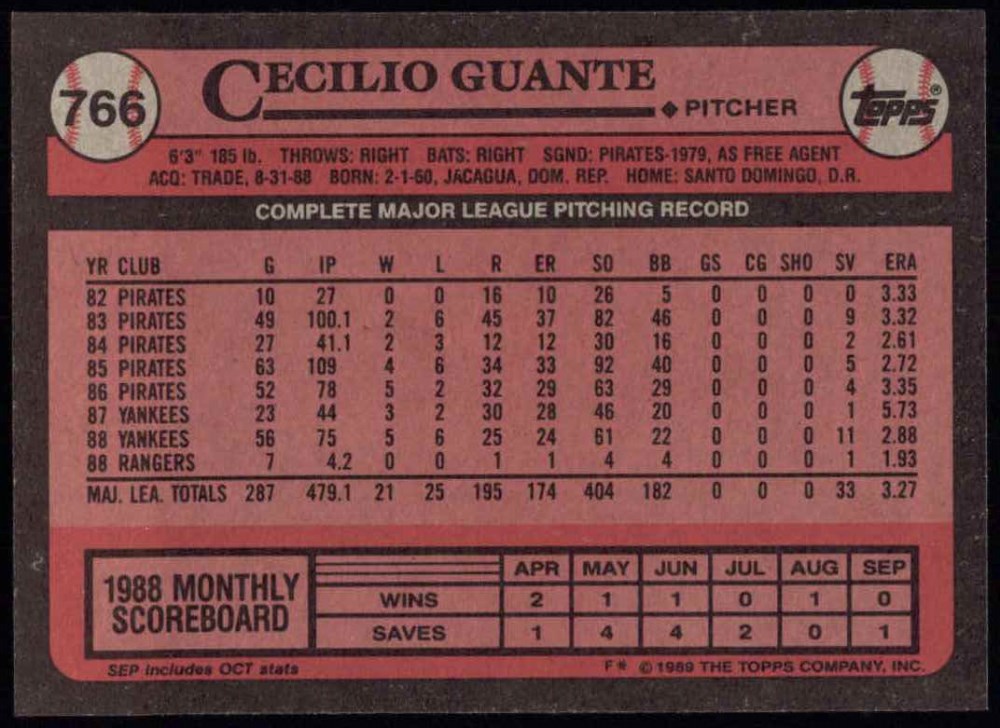 766
CECILIO GUANTE
PITCHER
Topps®
6'3" 185 lb. THROWS: RIGHT BATS: RIGHT SGND: PIRATES-1979, AS FREE AGENT
ACQ: TRADE, 8-31-88 BORN: 2-1-60, JACAGUA, DOM. REP. HOME: SANTO DOMINGO, D.R.
COMPLETE MAJOR LEAGUE PITCHING RECORD
YR CLUB G IP W L R ER SO BB GS CG SHO SV ERA
82 PIRATES 10 27 0 0 16 10 26 5 0 0 0 0 3.33
83 PIRATES 49 100.1 2 6 45 37 82 46 0 0 0 9 3.32
84 PIRATES 27 41.1 2 3 12 12 30 16 0 0 0 2 2.61
85 PIRATES 63 109 4 6 34 33 92 40 0 0 0 5 2.72
86 PIRATES 52 78 5 2 32 29 63 29 0 0 0 4 3.35
87 YANKEES 23 44 3 2 30 28 46 20 0 0 0 1 5.73
88 YANKEES 56 75 5 6 25 24 61 22 0 0 0 11 2.88
88 RANGERS 7 4.2 0 0 1 1 4 4 0 0 0 1 1.93
MAJ. LEA. TOTALS 287 479.1 21 25 195 174 404 182 0 0 0 33 3.27
1988 MONTHLY SCOREBOARD
APR MAY JUN JUL AUG SEP
WINS 2 1 1 0 1 0
SAVES 1 4 4 2 0 1
SEP includes OCT stats
F* © 1989 THE TOPPS COMPANY, INC.